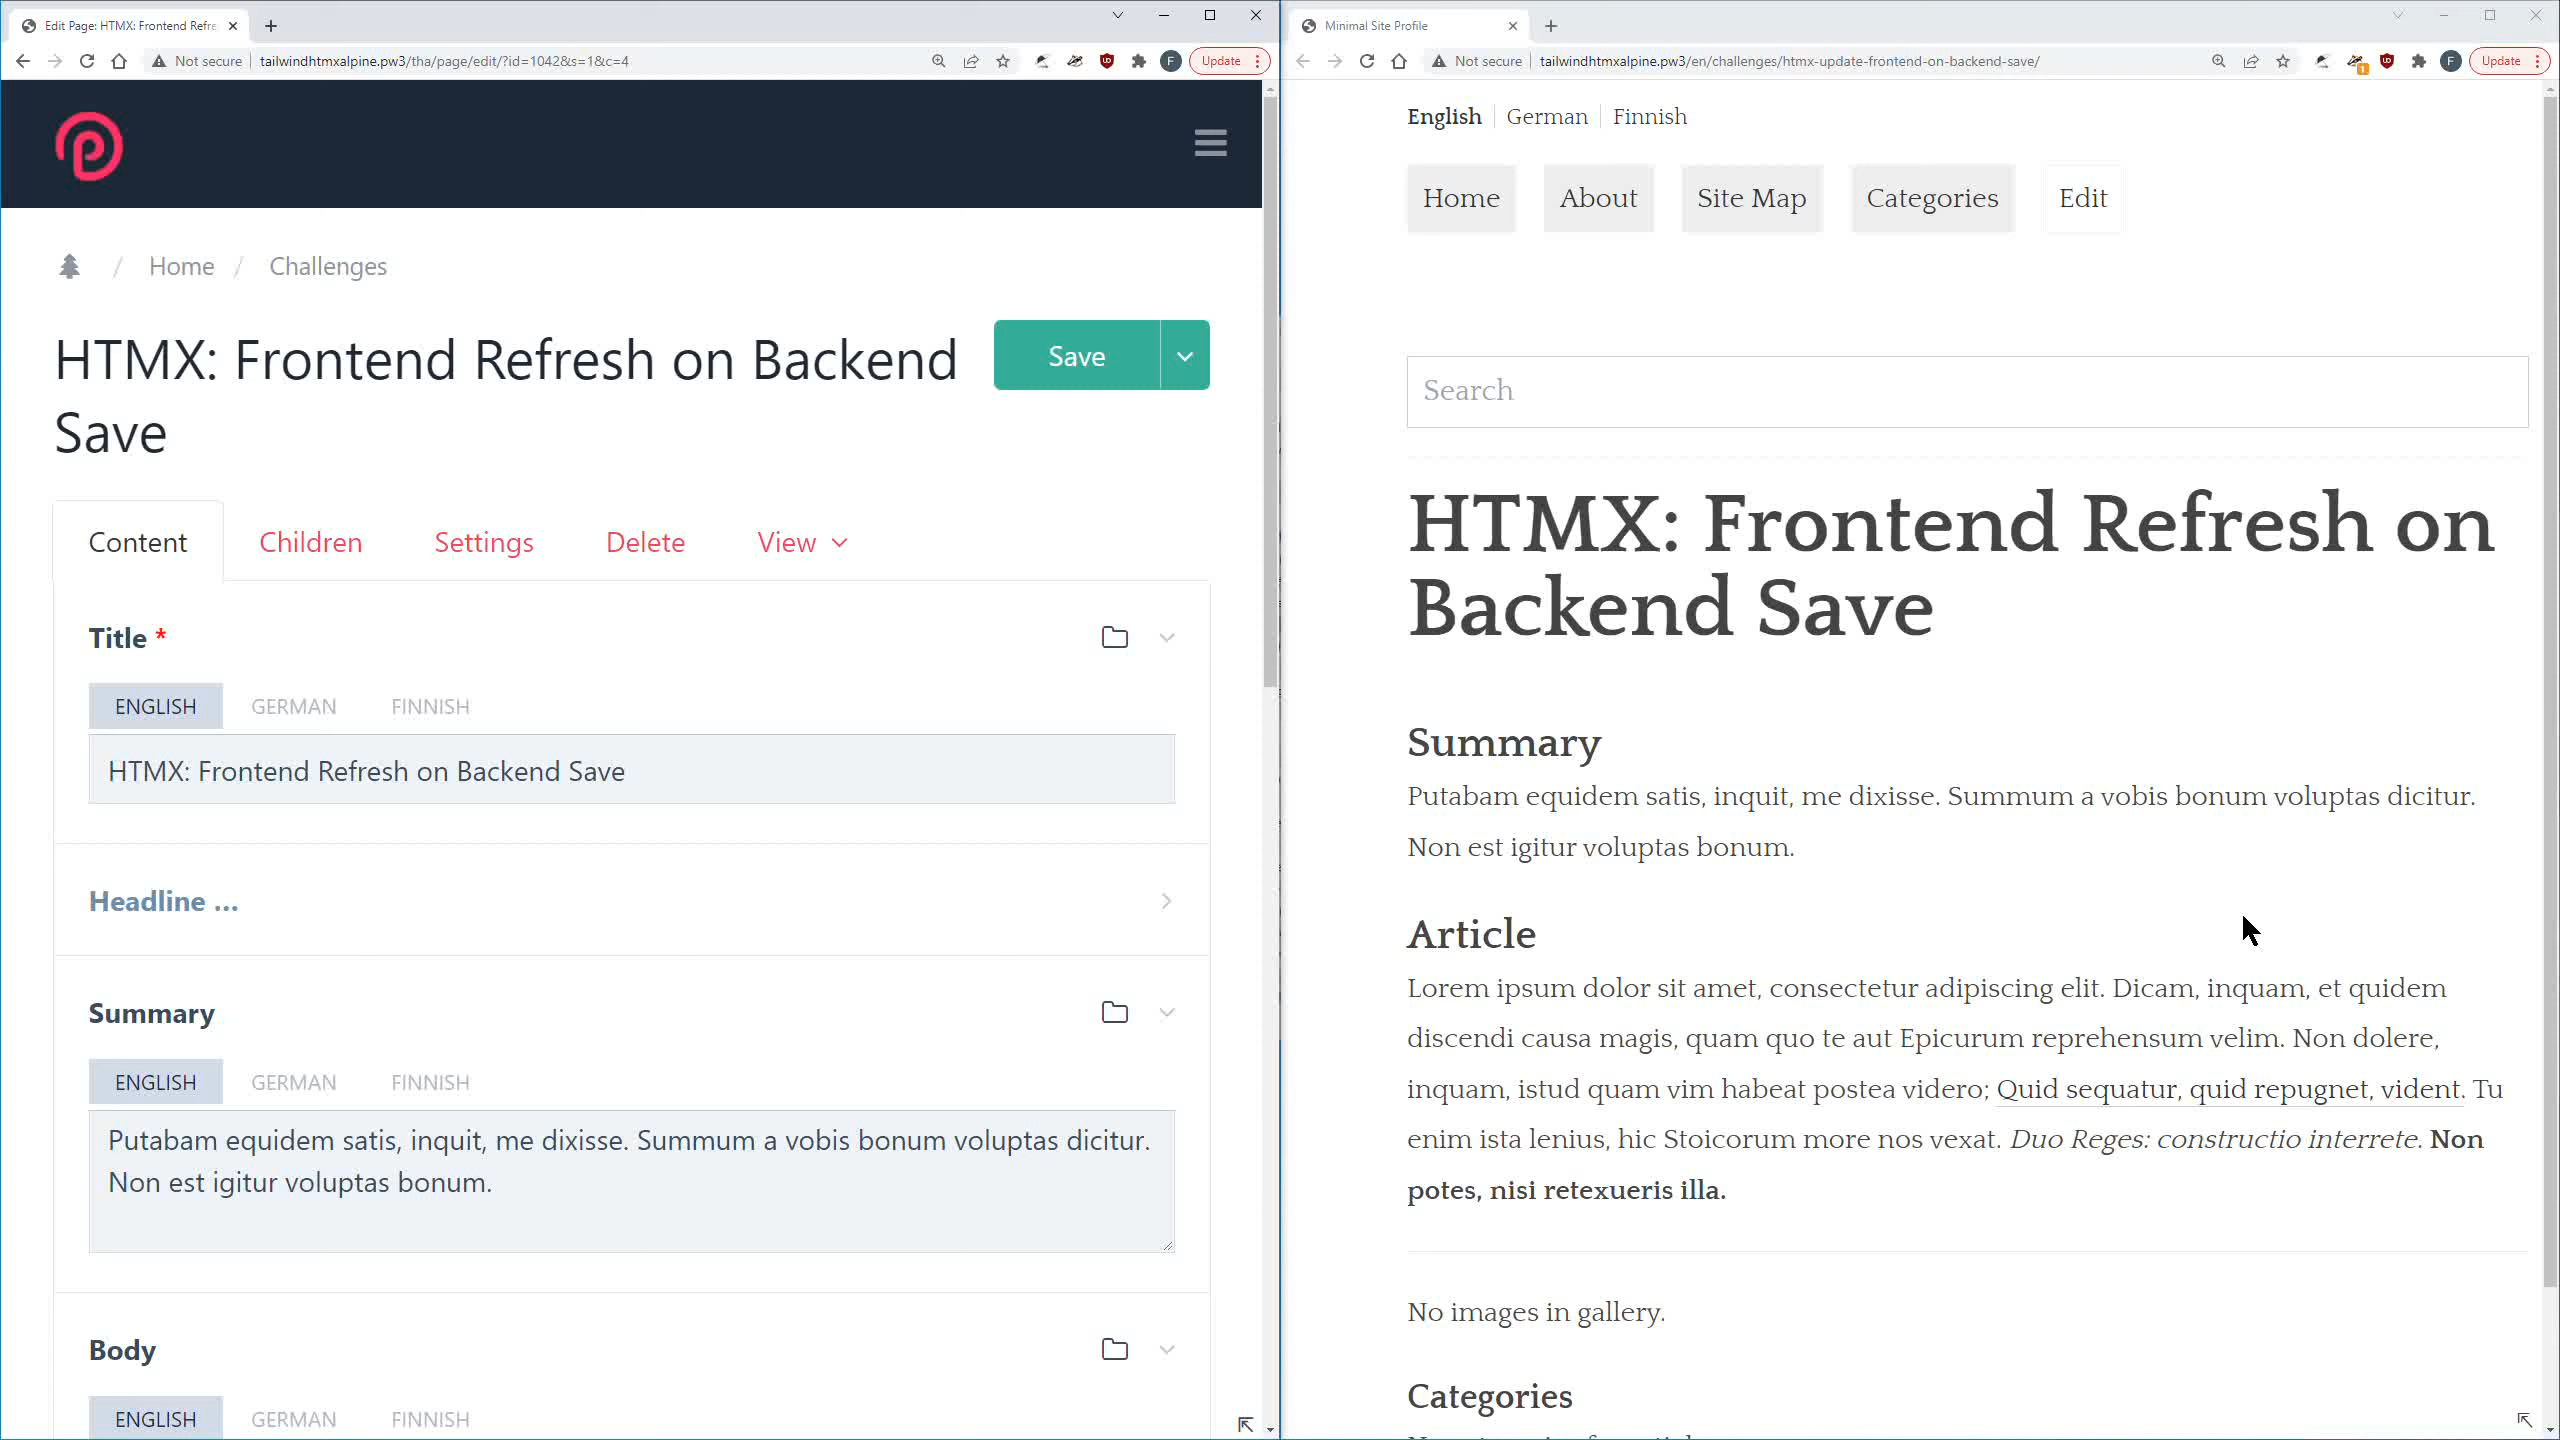 Edit Page: HTMX: Frontend Refre
Not secure
tailwindhtmxalpine.pw3/tha/page/edit/?id=1042&s=1&c=4
F
Update
Home / Challenges
HTMX: Frontend Refresh on Backend
Save
Save
Content
Children
Settings
Delete
View
Title *
ENGLISH
GERMAN
FINNISH
HTMX: Frontend Refresh on Backend Save
Headline ...
Summary
ENGLISH
GERMAN
FINNISH
Putabam equidem satis, inquit, me dixisse. Summum a vobis bonum voluptas dicitur.
Non est igitur voluptas bonum.
Body
ENGLISH
GERMAN
FINNISH
Minimal Site Profile
Not secure
tailwindhtmxalpine.pw3/en/challenges/htmx-update-frontend-on-backend-save/
1
F
Update
English
German
Finnish
Home
About
Site Map
Categories
Edit
Search
HTMX: Frontend Refresh on
Backend Save
Summary
Putabam equidem satis, inquit, me dixisse. Summum a vobis bonum voluptas dicitur.
Non est igitur voluptas bonum.
Article
Lorem ipsum dolor sit amet, consectetur adipiscing elit. Dicam, inquam, et quidem
discendi causa magis, quam quo te aut Epicurum reprehensum velim. Non dolere,
inquam, istud quam vim habeat postea videro; Quid sequatur, quid repugnet, vident. Tu
enim ista lenius, hic Stoicorum more nos vexat. Duo Reges: constructio interrete. Non
potes, nisi retexueris illa.
No images in gallery.
Categories